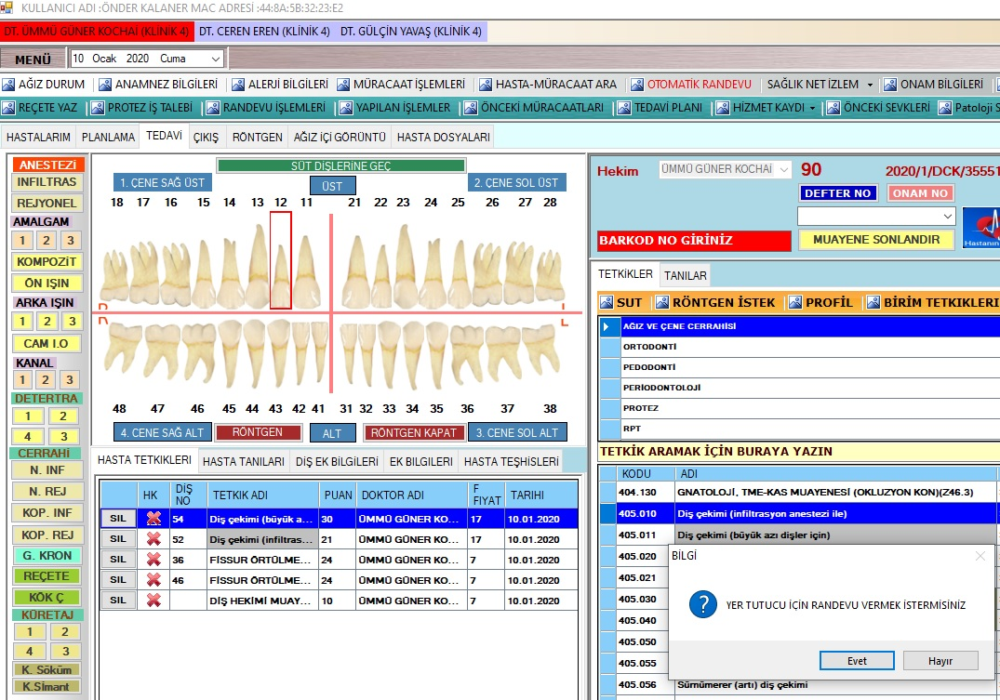 KULLANICI ADI :ÖNDER KALANER MAC ADRESİ :44:8A:5B:32:23:E2
DT. ÜMMÜ GÜNER KOCHAİ (KLİNİK 4) DT. CEREN EREN (KLİNİK 4) DT. GÜLÇİN YAVAŞ (KLİNİK 4)
MENÜ 10 Ocak 2020 Cuma
AĞIZ DURUM ANAMNEZ BİLGİLERİ ALERJİ BİLGİLERİ MÜRACAAT İŞLEMLERİ HASTA-MÜRACAAT ARA OTOMATİK RANDEVU SAĞLIK NET İZLEM ONAM BİLGİLERİ
REÇETE YAZ PROTEZ İŞ TALEBİ RANDEVU İŞLEMLERİ YAPILAN İŞLEMLER ÖNCEKİ MÜRACAATLARI TEDAVİ PLANI HİZMET KAYDI ÖNCEKİ SEVKLERİ Patoloji S
HASTALARIM PLANLAMA TEDAVİ ÇIKIŞ RÖNTGEN AĞIZ İÇİ GÖRÜNTÜ HASTA DOSYALARI
ANESTEZİ
INFILTRAS
REJYONEL
AMALGAM
1 2 3
KOMPOZİT
ÖN IŞIN
ARKA IŞIN
1 2 3
CAM I.O
KANAL
1 2 3
DETERTRA
1 2
4 3
CERRAHİ
N. INF
N. REJ
KOP. INF
KOP. REJ
G. KRON
REÇETE
KÖK Ç
KÜRETAJ
1 2
4 3
K. Söküm
K.Simant
SÜT DİŞLERİNE GEÇ
1. ÇENE SAĞ ÜST ÜST 2. ÇENE SOL ÜST
18 17 16 15 14 13 12 11 21 22 23 24 25 26 27 28
R L
R L
48 47 46 45 44 43 42 41 31 32 33 34 35 36 37 38
4. ÇENE SAĞ ALT RÖNTGEN ALT RÖNTGEN KAPAT 3. ÇENE SOL ALT
HASTA TETKIKLERI HASTA TANILARI DİŞ EK BİLGİLERİ EK BILGILERI HASTA TEŞHİSLERİ
HK DİŞ NO TETKIK ADI PUAN DOKTOR ADI F FIYAT TARIHI
SIL 54 Diş çekimi (büyük a... 30 ÜMMÜ GÜNER KO... 17 10.01.2020
SIL 52 Diş çekimi (infiltras... 21 ÜMMÜ GÜNER KO... 17 10.01.2020
SIL 36 FİSSUR ÖRTÜLME... 24 ÜMMÜ GÜNER KO... 7 10.01.2020
SIL 46 FİSSUR ÖRTÜLME... 24 ÜMMÜ GÜNER KO... 7 10.01.2020
SIL DİŞ HEKİMİ MUAY... 10 ÜMMÜ GÜNER KO... 7 10.01.2020
Hekim ÜMMÜ GÜNER KOCHAİ 90 2020/1/DCK/35551
DEFTER NO ONAM NO
BARKOD NO GİRİNİZ MUAYENE SONLANDIR Hastanın
TETKİKLER TANILAR
SUT RÖNTGEN İSTEK PROFİL BİRİM TETKIKLERI
AĞIZ VE ÇENE CERRAHİSİ
ORTODONTİ
PEDODONTİ
PERİODONTOLOJİ
PROTEZ
RPT
TETKİK ARAMAK İÇİN BURAYA YAZIN
KODU ADI
404.130 GNATOLOJİ, TME-KAS MUAYENESİ (OKLUZYON KON)(Z46.3)
405.010 Diş çekimi (infiltrasyon anestezi ile)
405.011 Diş çekimi (büyük azı dişler için)
405.020
405.021
405.030
405.040
405.050
405.055
405.056 Sürnümerer (artı) diş çekimi
BİLGİ
YER TUTUCU İÇİN RANDEVU VERMEK İSTERMİSİNİZ
Evet Hayır